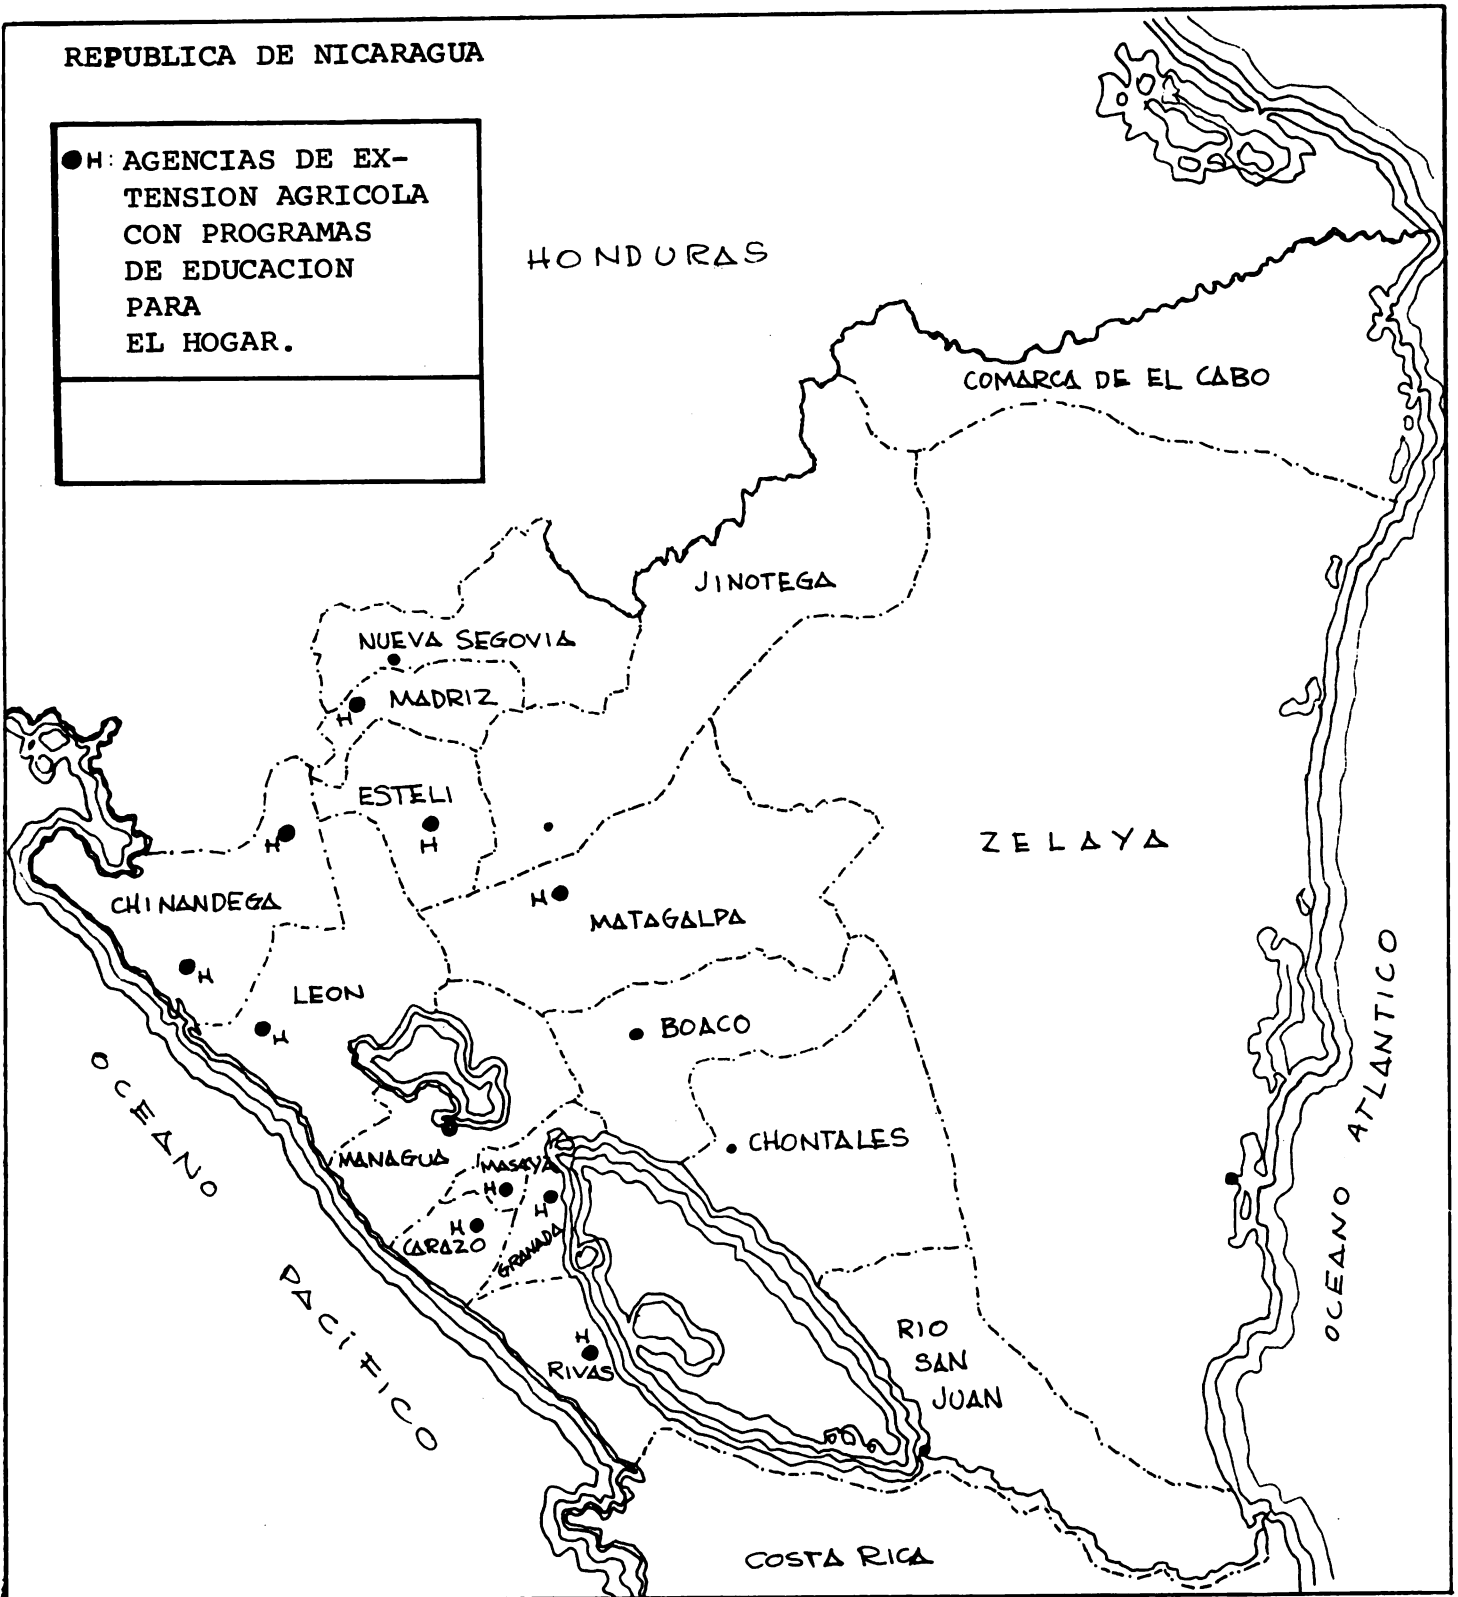 REPUBLICA DE NICARAGUA
●H: AGENCIAS DE EX-
TENSION AGRICOLA
CON PROGRAMAS
DE EDUCACION
PARA
EL HOGAR.
HONDURAS
COMARCA DE EL CABO
JINOTEGA
NUEVA SEGOVIA
MADRIZ
H
ESTELI
H
H
ZELAYA
CHINANDEGA
H
MATAGALPA
H
LEON
H
BOACO
CHONTALES
MANAGUA
MASAYA
H
H
H
CARAZO
GRANADA
H
RIVAS
RIO
SAN
JUAN
OCEANO PACIFICO
OCEANO ATLANTICO
COSTA RICA